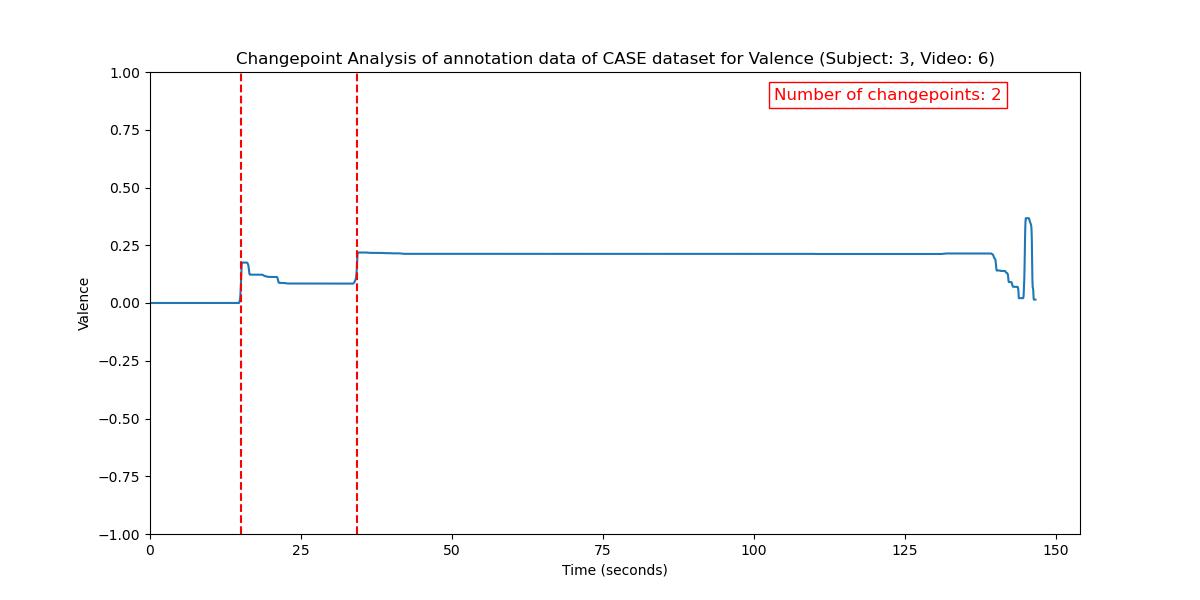 Changepoint Analysis of annotation data of CASE dataset for Valence (Subject: 3, Video: 6)
Number of changepoints: 2
1.00
0.75
0.50
0.25
0.00
−0.25
−0.50
−0.75
−1.00
Valence
0 25 50 75 100 125 150
Time (seconds)